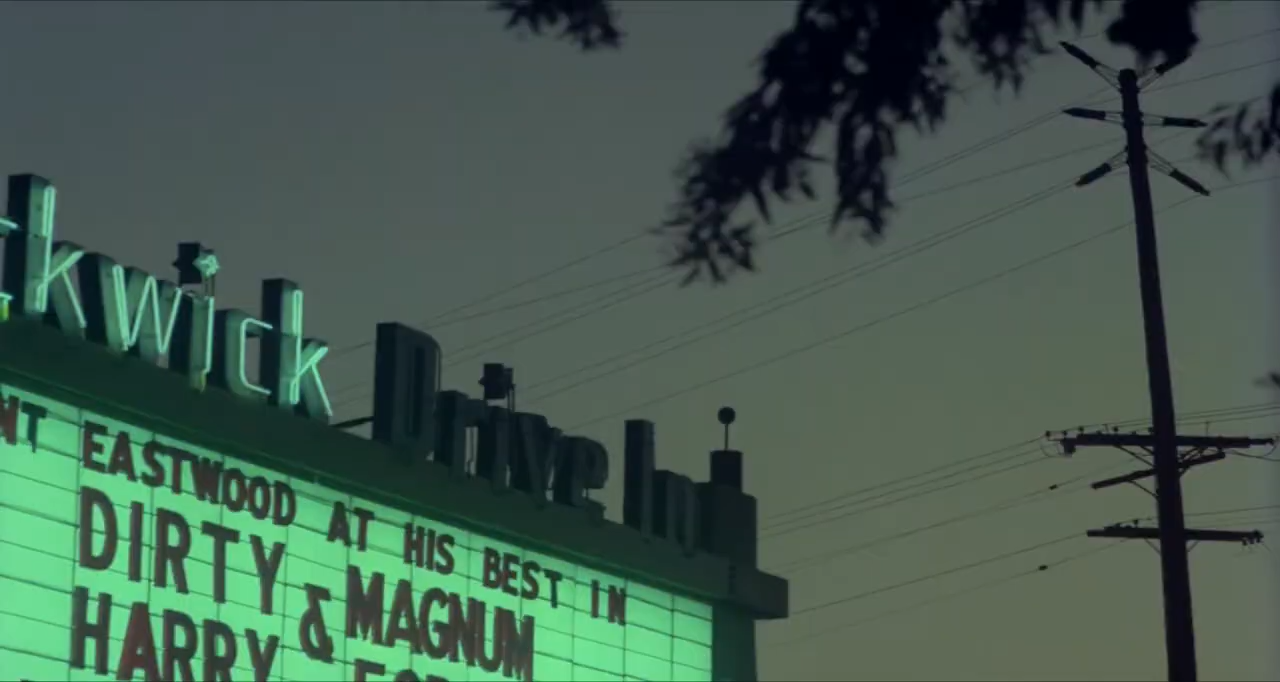 kwick Drive In
NT EASTWOOD AT HIS BEST IN
DIRTY & MAGNUM
HARRY